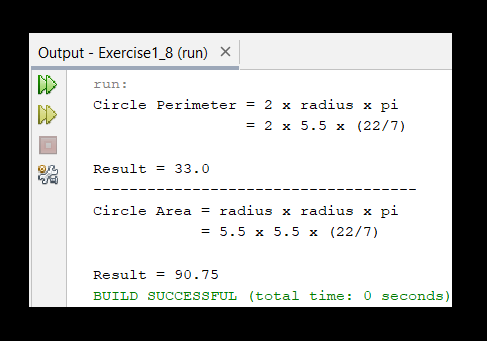 Output - Exercise1_8 (run) ×
run:
Circle Perimeter = 2 x radius x pi
= 2 x 5.5 x (22/7)
Result = 33.0
------------------------------------
Circle Area = radius x radius x pi
= 5.5 x 5.5 x (22/7)
Result = 90.75
BUILD SUCCESSFUL (total time: 0 seconds)